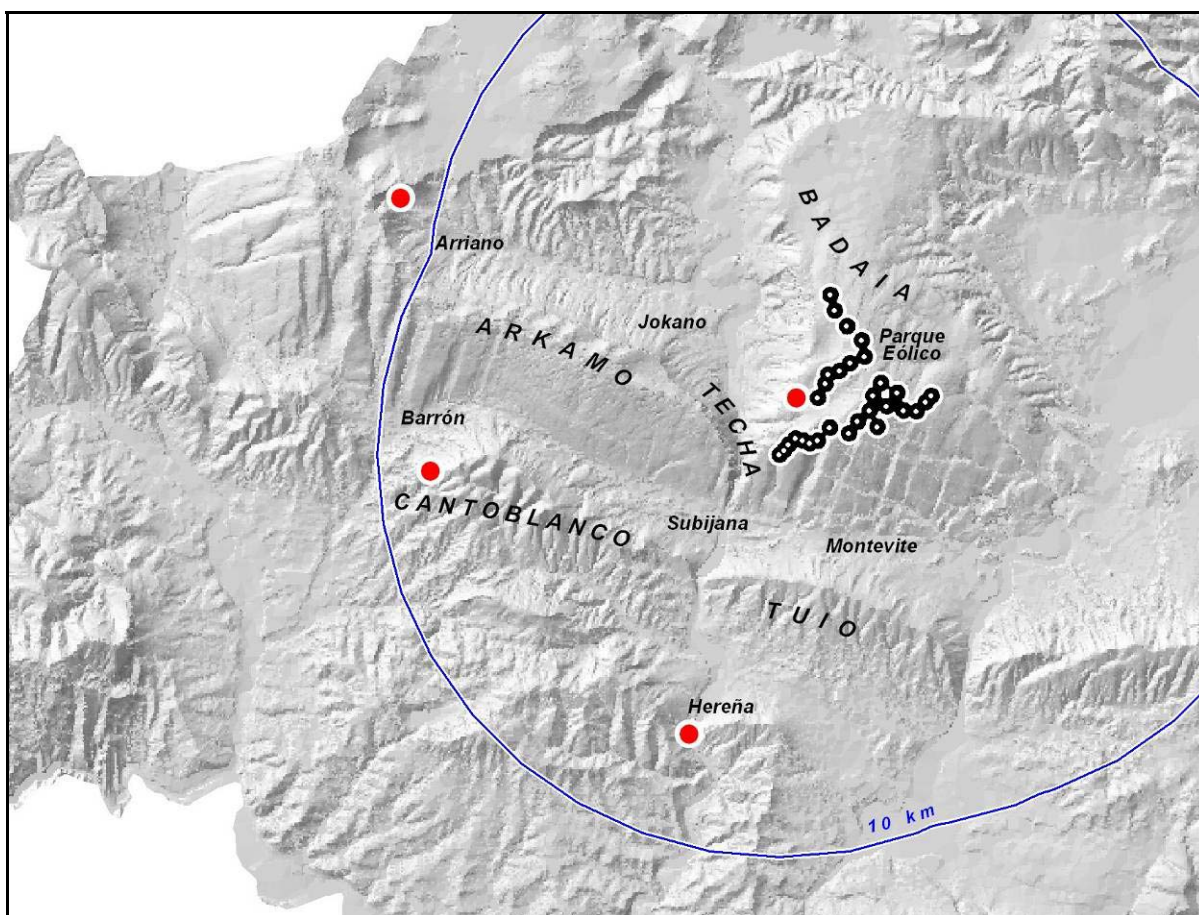 BADAIA
Arriano
ARKAMO
Jokano
Parque
Eólico
TECHA
Barrón
CANTOBLANCO
Subijana
Montevite
TUIO
Hereña
10 km